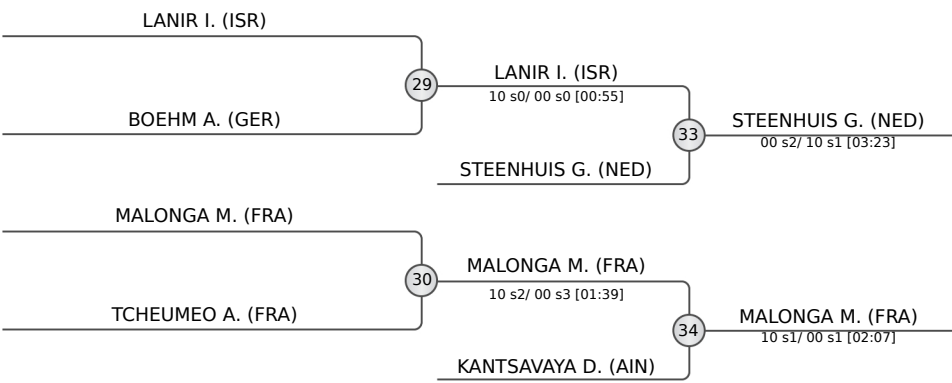 LANIR I. (ISR)
29
LANIR I. (ISR)
10 s0/ 00 s0 [00:55]
BOEHM A. (GER)
33
STEENHUIS G. (NED)
00 s2/ 10 s1 [03:23]
STEENHUIS G. (NED)
MALONGA M. (FRA)
30
MALONGA M. (FRA)
10 s2/ 00 s3 [01:39]
TCHEUMEO A. (FRA)
34
MALONGA M. (FRA)
10 s1/ 00 s1 [02:07]
KANTSAVAYA D. (AIN)